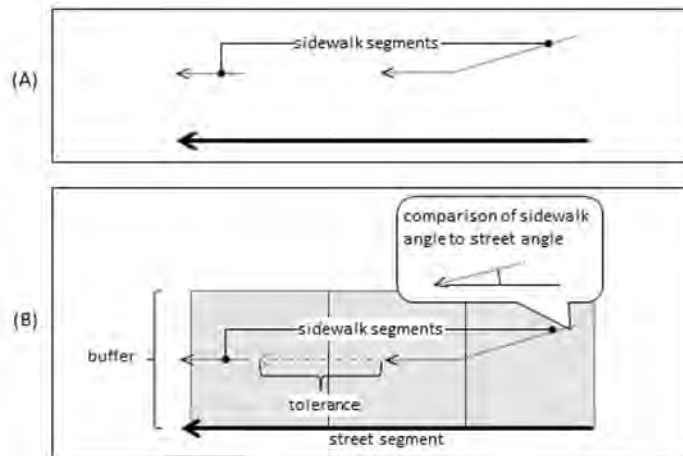 sidewalk segments
(A)
comparison of sidewalk
angle to street angle
(B)
sidewalk segments
buffer
tolerance
street segment